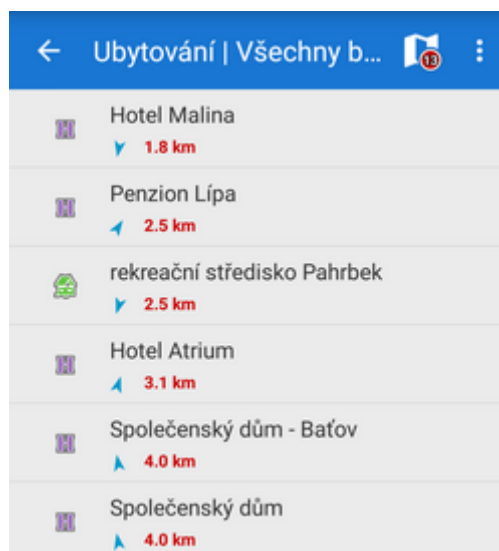 Ubytování | Všechny b...
13
Hotel Malina
1.8 km
Penzion Lípa
2.5 km
rekreační středisko Pahrbek
2.5 km
Hotel Atrium
3.1 km
Společenský dům - Baťov
4.0 km
Společenský dům
4.0 km